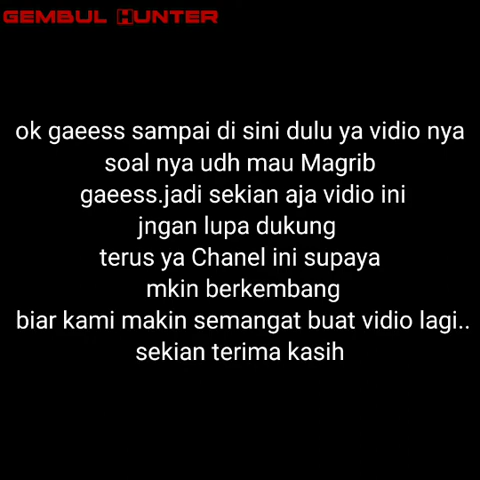 GEMBUL HUNTER
ok gaeess sampai di sini dulu ya vidio nya
soal nya udh mau Magrib
gaeess.jadi sekian aja vidio ini
jngan lupa dukung
terus ya Chanel ini supaya
mkin berkembang
biar kami makin semangat buat vidio lagi..
sekian terima kasih